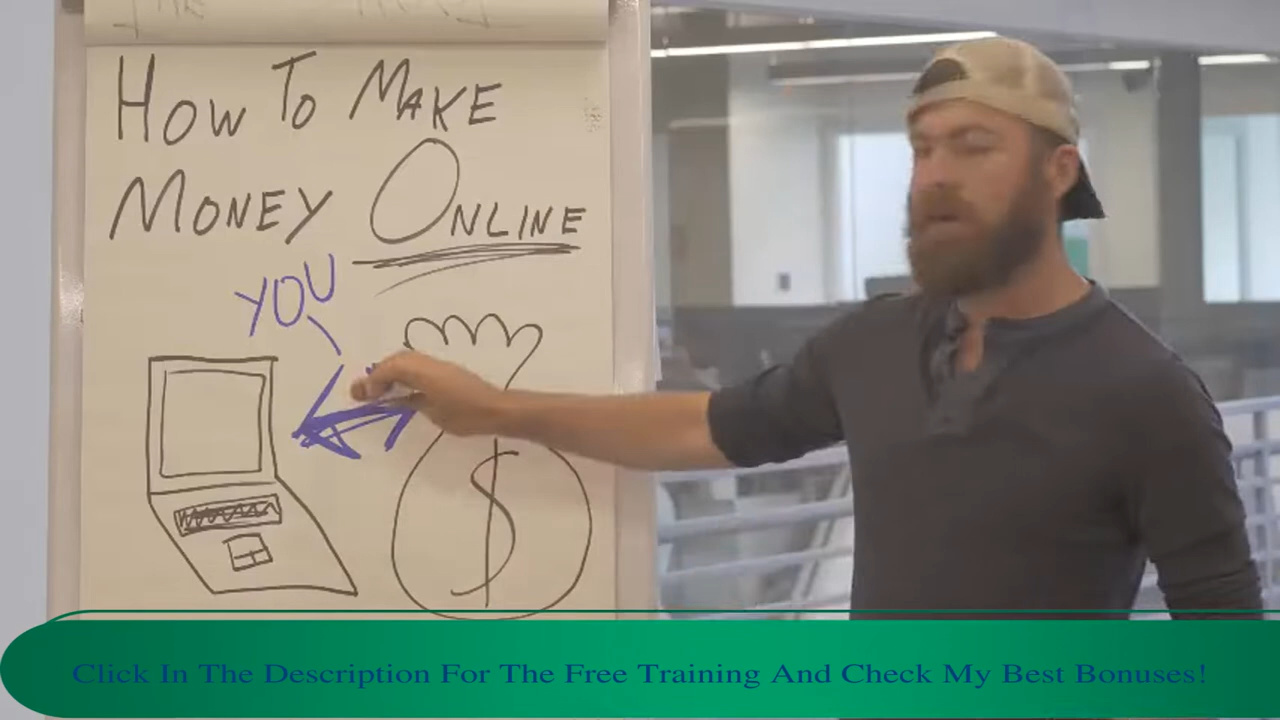 How To Make
Money Online
YOU
$
Click In The Description For The Free Training And Check My Best Bonuses!